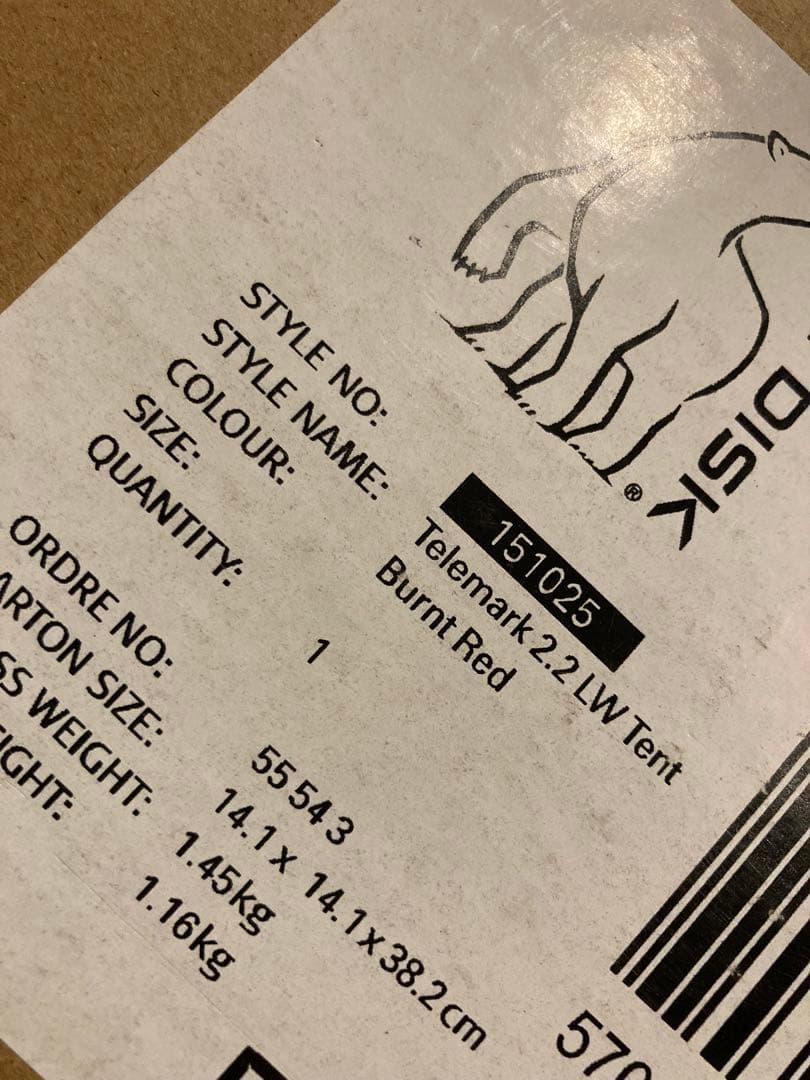 DISK
®
STYLE NO: 151025
STYLE NAME: Telemark 2.2 LW Tent
COLOUR: Burnt Red
SIZE:
QUANTITY: 1
ORDRE NO: 55 54 3
ARTON SIZE: 14.1 x 14.1 x 38.2 cm
SS WEIGHT: 1.45kg
IGHT: 1.16kg
570